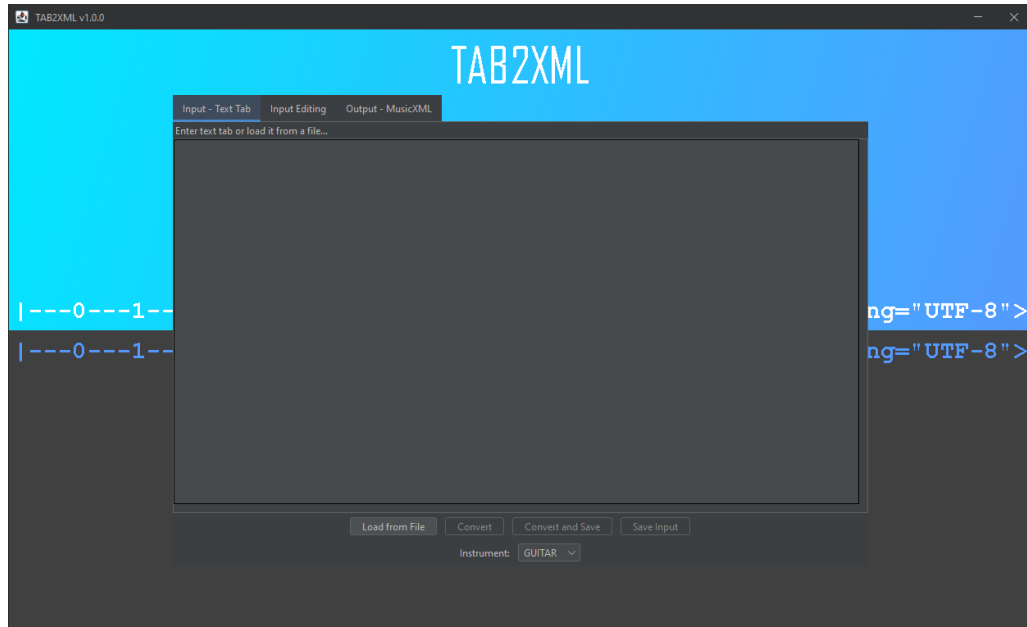 TAB2XML v1.0.0
TAB2XML
Input - Text Tab Input Editing Output - MusicXML
Enter text tab or load it from a file...
|---0---1-- ng="UTF-8">
|---0---1-- ng="UTF-8">
Load from File Convert Convert and Save Save Input
Instrument: GUITAR